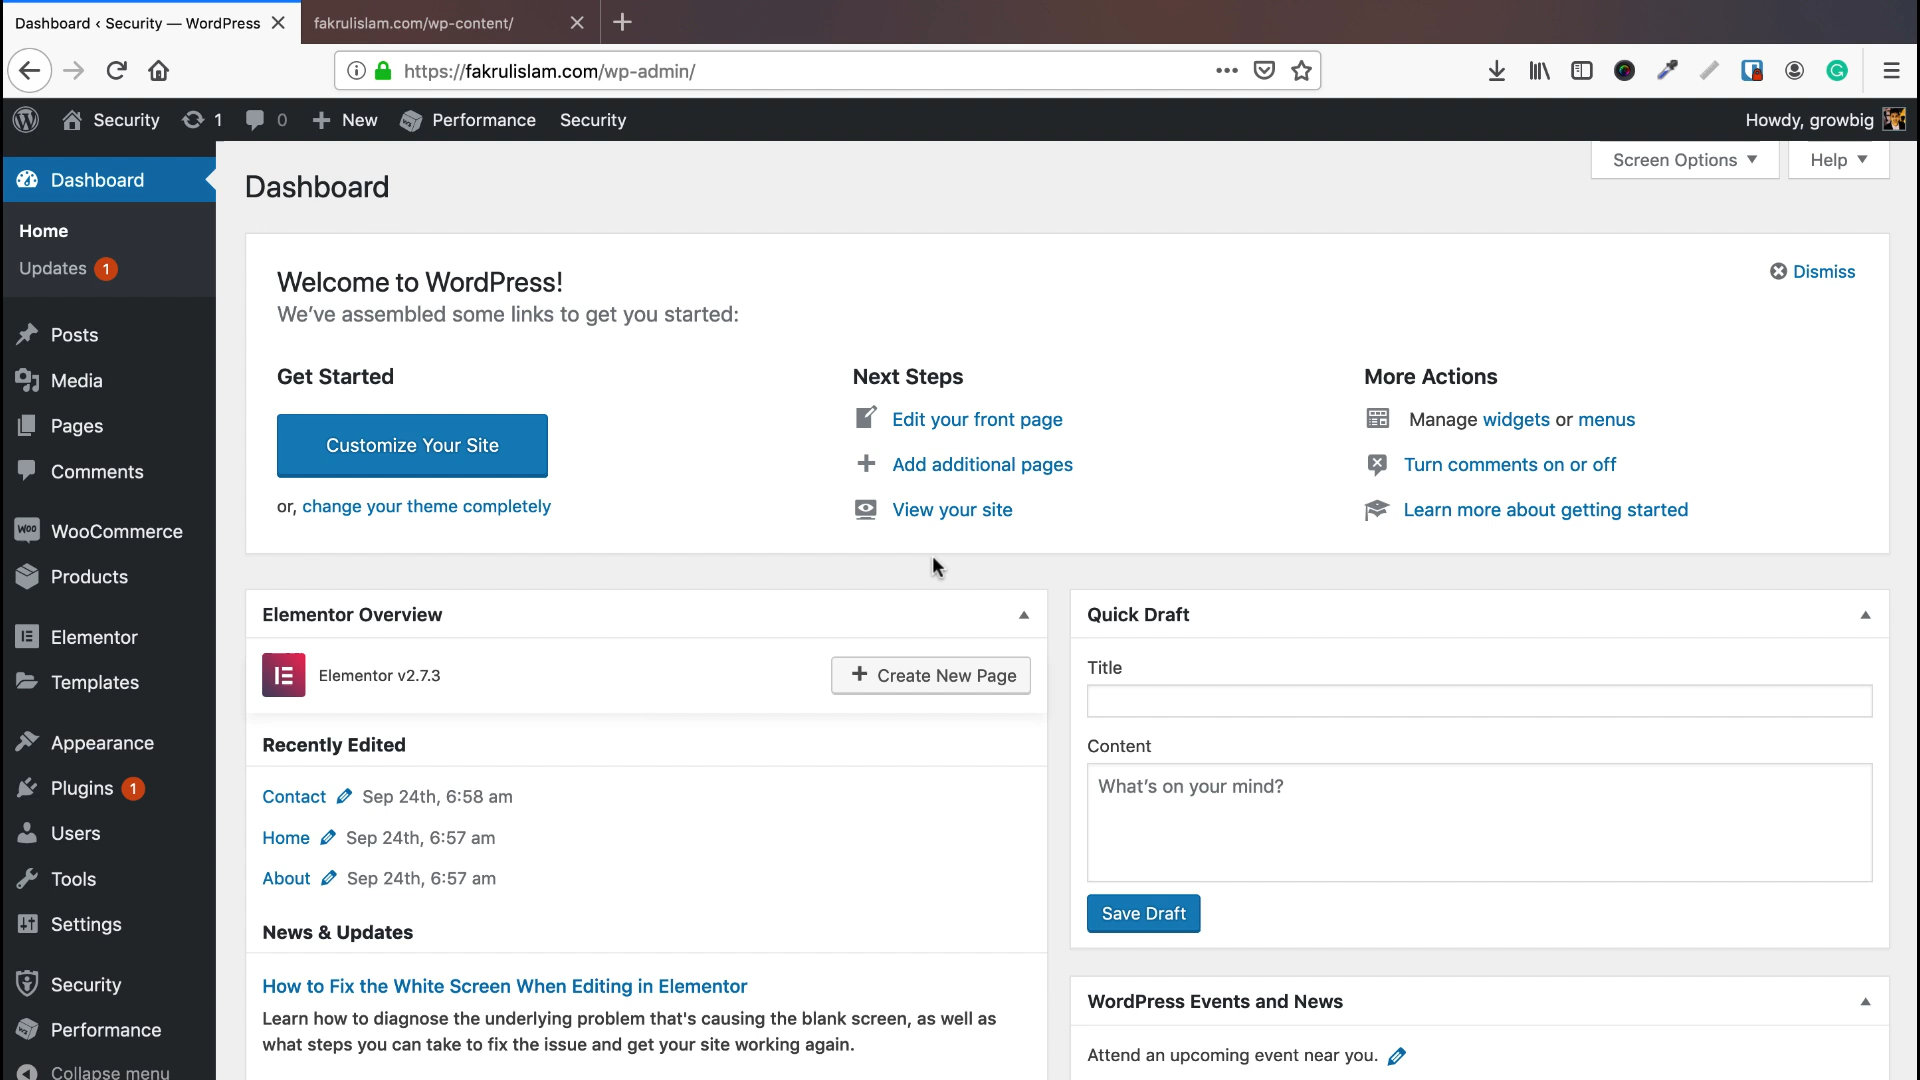 Dashboard ‹ Security — WordPress
fakrulislam.com/wp-content/
https://fakrulislam.com/wp-admin/
Security 1 0 New Performance Security
Howdy, growbig
Dashboard
Home
Updates 1
Posts
Media
Pages
Comments
WooCommerce
Products
Elementor
Templates
Appearance
Plugins 1
Users
Tools
Settings
Security
Performance
Collapse menu
Screen Options
Help
Dashboard
Welcome to WordPress!
We've assembled some links to get you started:
Dismiss
Get Started
Customize Your Site
or, change your theme completely
Next Steps
Edit your front page
Add additional pages
View your site
More Actions
Manage widgets or menus
Turn comments on or off
Learn more about getting started
Elementor Overview
Elementor v2.7.3
Create New Page
Recently Edited
Contact Sep 24th, 6:58 am
Home Sep 24th, 6:57 am
About Sep 24th, 6:57 am
News & Updates
How to Fix the White Screen When Editing in Elementor
Learn how to diagnose the underlying problem that's causing the blank screen, as well as
what steps you can take to fix the issue and get your site working again.
Quick Draft
Title
Content
What's on your mind?
Save Draft
WordPress Events and News
Attend an upcoming event near you.